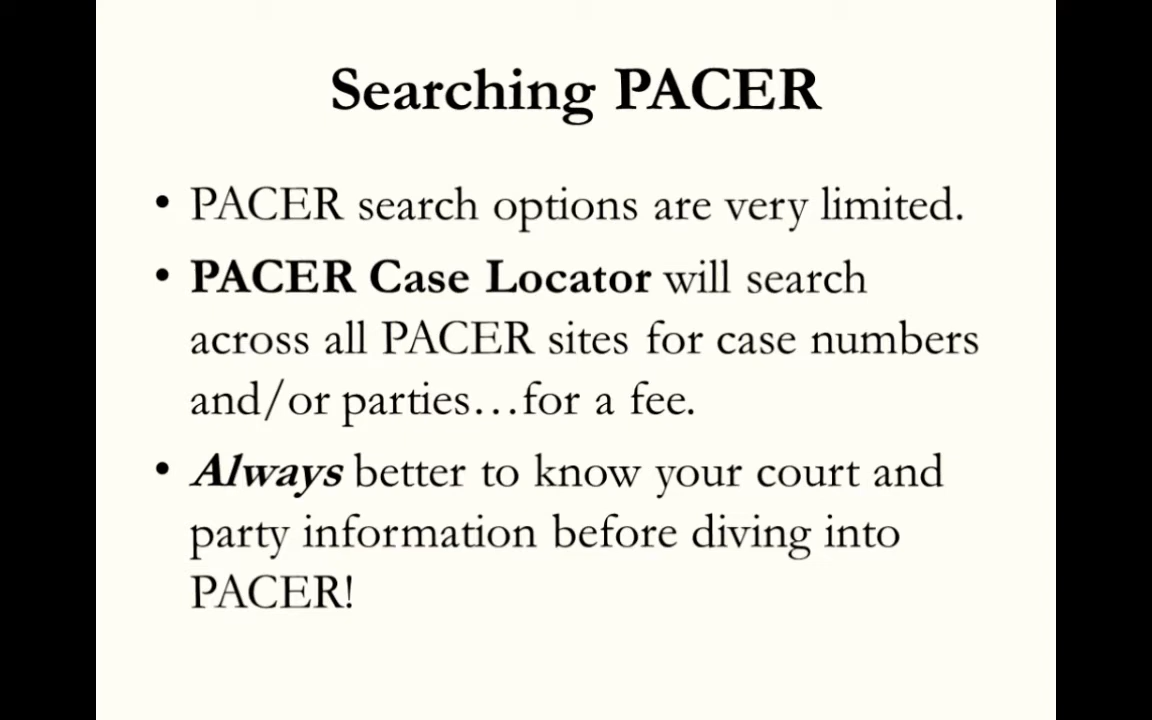 Searching PACER
• PACER search options are very limited.
• PACER Case Locator will search
across all PACER sites for case numbers
and/or parties…for a fee.
• Always better to know your court and
party information before diving into
PACER!